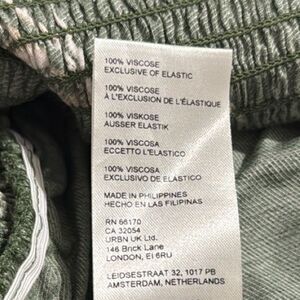 100% VISCOSE
EXCLUSIVE OF ELASTIC
100% VISCOSE
À L'EXCLUSION DE L'ÉLASTIQUE
100% VISKOSE
AUSSER ELASTIK
100% VISCOSA
ECCETTO L'ELASTICO
100% VISCOSA
EXCLUSIVO DE ELASTICO
MADE IN PHILIPPINES
HECHO EN LAS FILIPINAS
RN 66170
CA 32054
URBN UK Ltd.
146 Brick Lane
LONDON, EI 6RU
LEIDSESTRAAT 32, 1017 PB
AMSTERDAM, NETHERLANDS